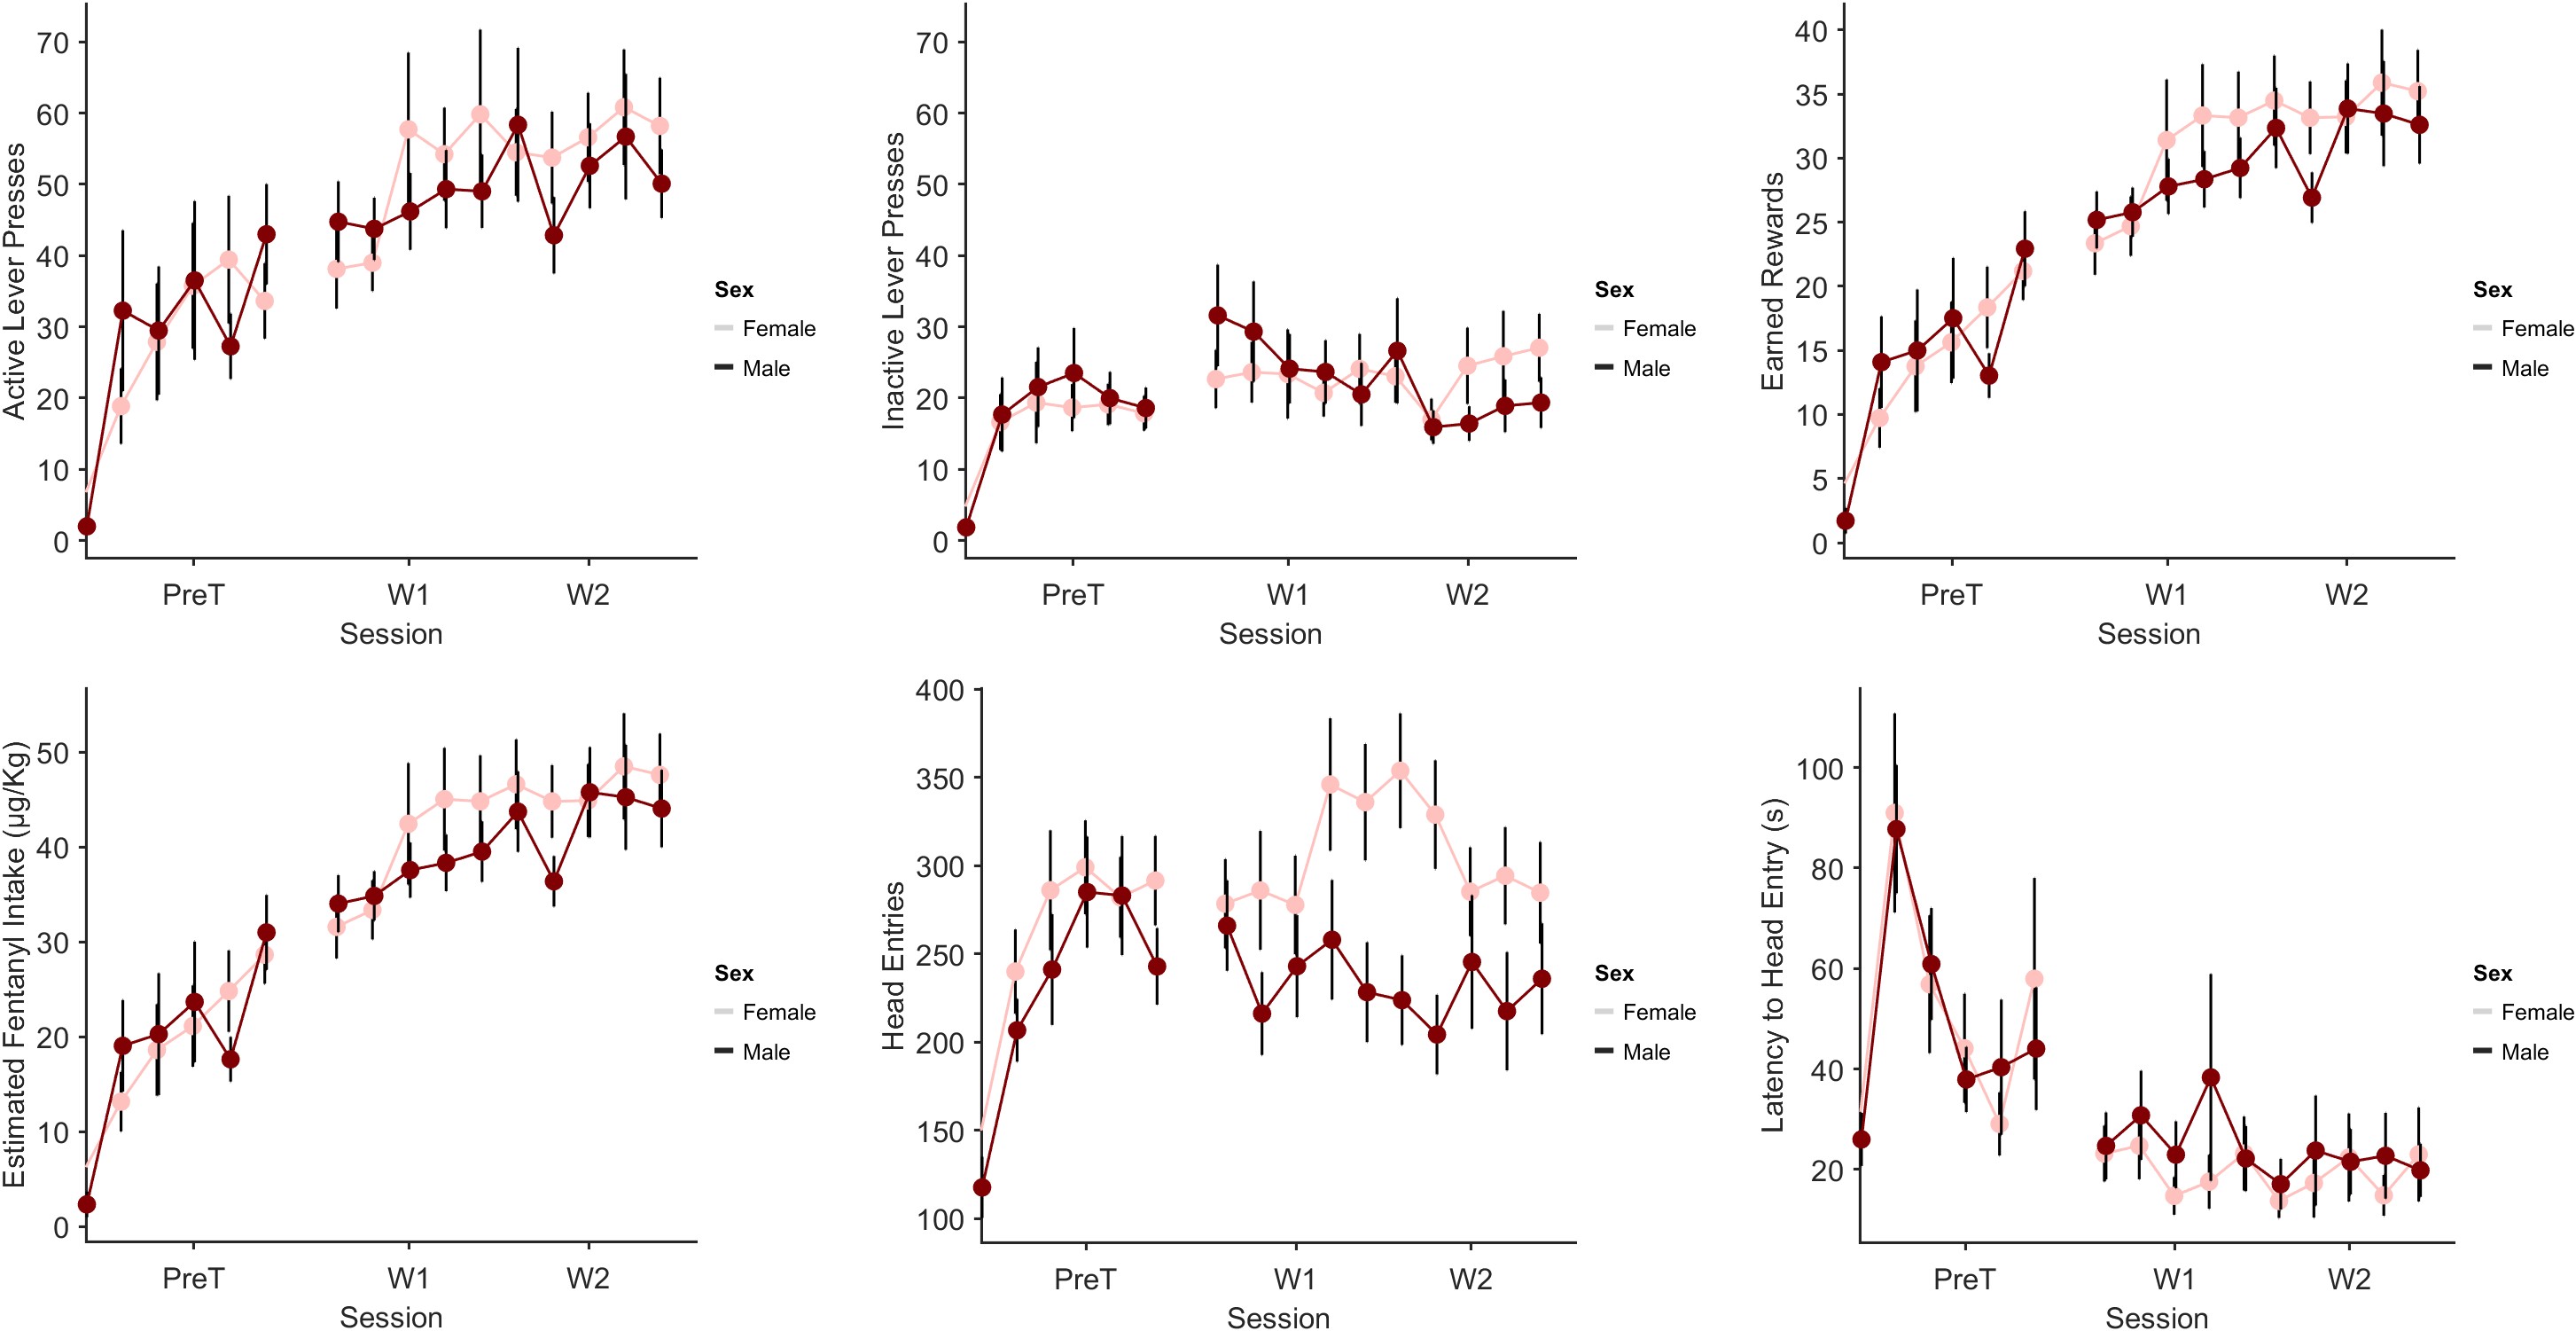 Active Lever Presses
70
60
50
40
30
20
10
0
PreT
W1
W2
Session
Sex
Female
Male
Inactive Lever Presses
70
60
50
40
30
20
10
0
PreT
W1
W2
Session
Sex
Female
Male
Earned Rewards
40
35
30
25
20
15
10
5
0
PreT
W1
W2
Session
Sex
Female
Male
Estimated Fentanyl Intake (μg/Kg)
50
40
30
20
10
0
PreT
W1
W2
Session
Sex
Female
Male
Head Entries
400
350
300
250
200
150
100
PreT
W1
W2
Session
Sex
Female
Male
Latency to Head Entry (s)
100
80
60
40
20
PreT
W1
W2
Session
Sex
Female
Male